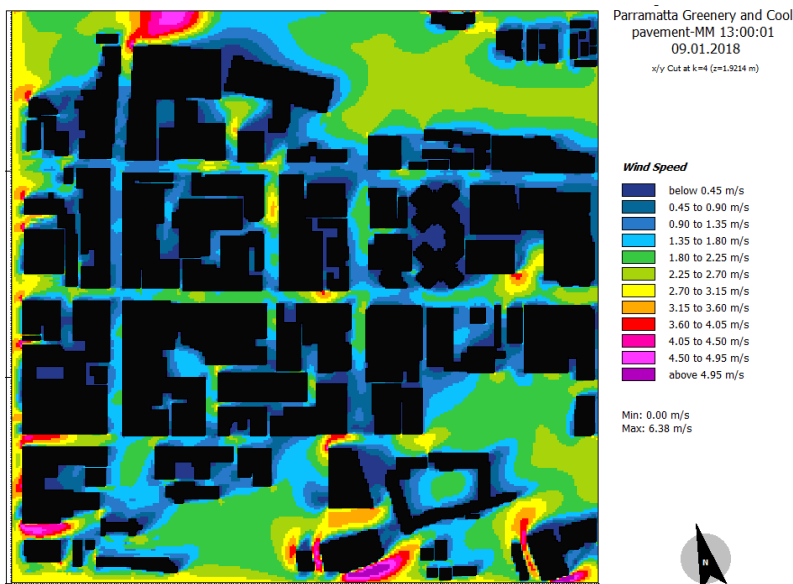 Parramatta Greenery and Cool
pavement-MM 13:00:01
09.01.2018
x/y Cut at k=4 (z=1.9214 m)
Wind Speed
below 0.45 m/s
0.45 to 0.90 m/s
0.90 to 1.35 m/s
1.35 to 1.80 m/s
1.80 to 2.25 m/s
2.25 to 2.70 m/s
2.70 to 3.15 m/s
3.15 to 3.60 m/s
3.60 to 4.05 m/s
4.05 to 4.50 m/s
4.50 to 4.95 m/s
above 4.95 m/s
Min: 0.00 m/s
Max: 6.38 m/s
N